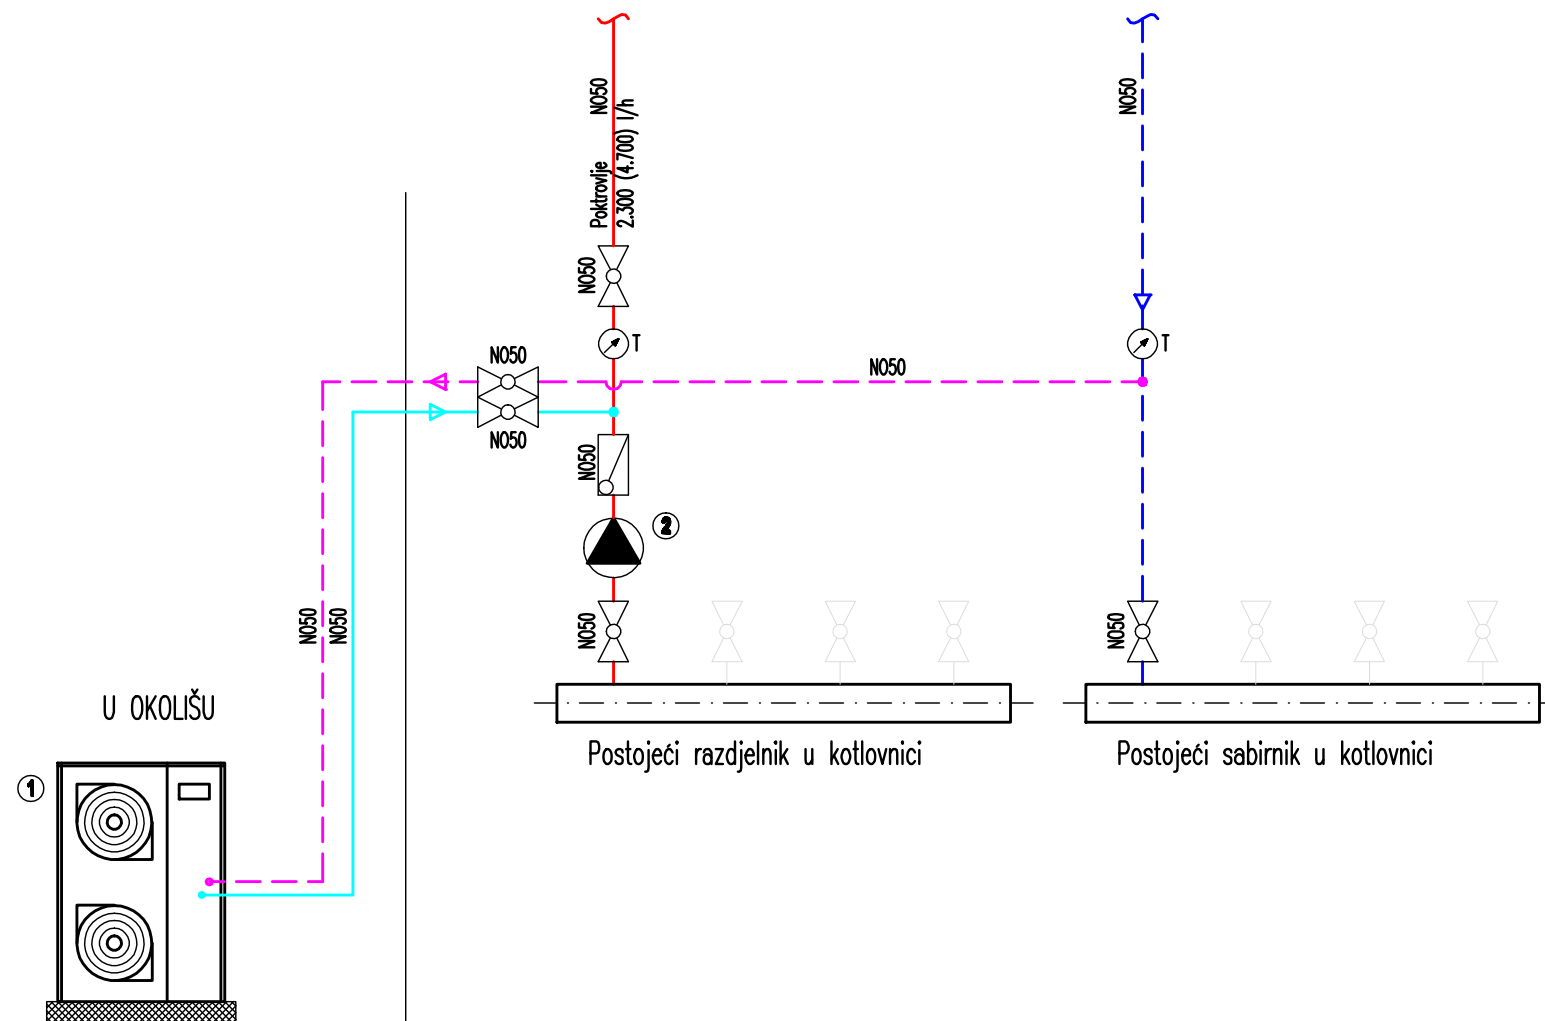 NO50
NO50
Poktrovlje
2.300 (4.700) l/h
NO50
T
T
NO50
NO50
NO50
NO50
2
NO50
NO50
NO50
NO50
U OKOLIŠU
Postojeći razdjelnik u kotlovnici
Postojeći sabirnik u kotlovnici
1